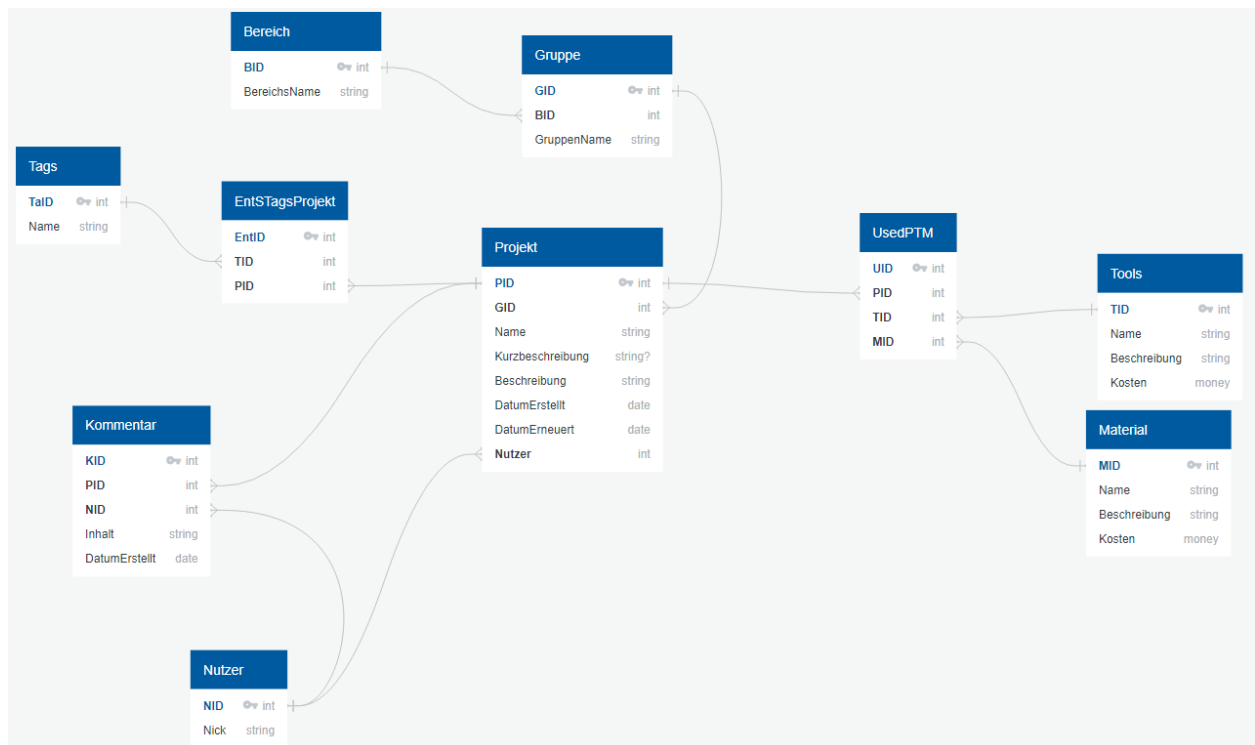 Bereich
BID int
BereichsName string
Gruppe
GID int
BID int
GruppenName string
Tags
TaID int
Name string
EntSTagsProjekt
EntID int
TID int
PID int
Projekt
PID int
GID int
Name string
Kurzbeschreibung string?
Beschreibung string
DatumErstellt date
DatumErneuert date
Nutzer int
UsedPTM
UID int
PID int
TID int
MID int
Tools
TID int
Name string
Beschreibung string
Kosten money
Material
MID int
Name string
Beschreibung string
Kosten money
Kommentar
KID int
PID int
NID int
Inhalt string
DatumErstellt date
Nutzer
NID int
Nick string